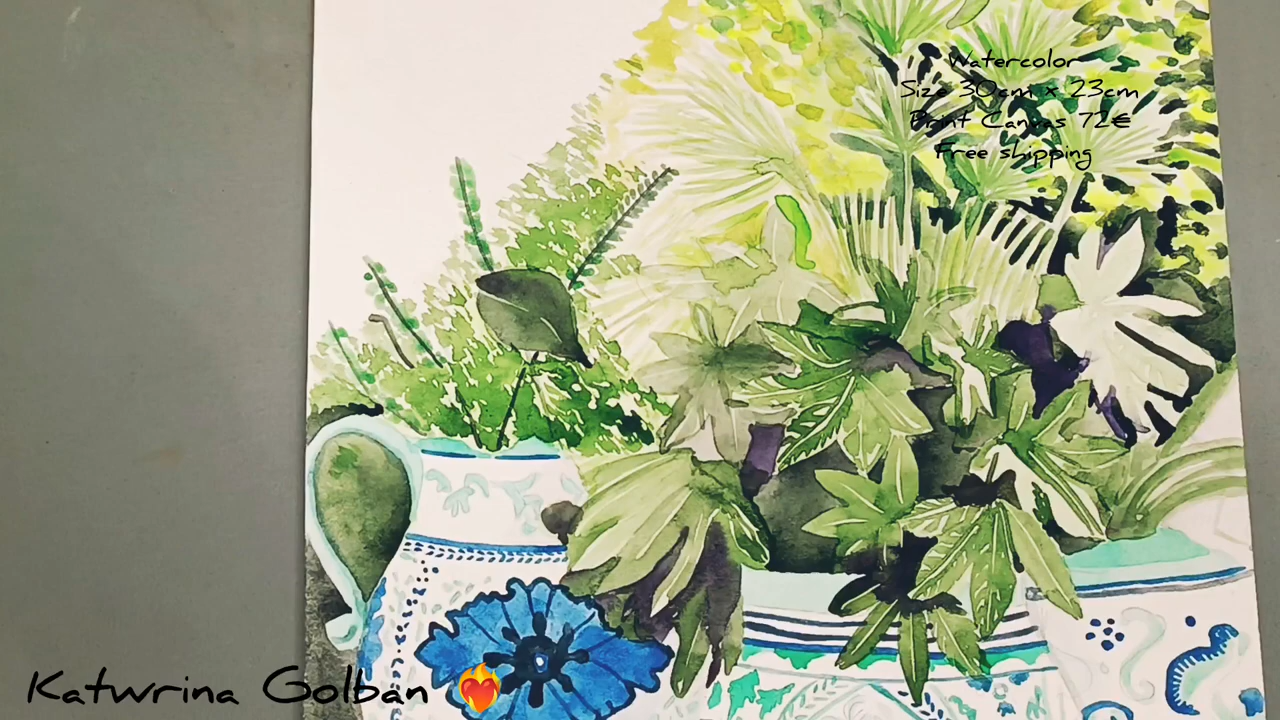 Watercolor
Size 30cm x 23cm
Print Canvas 72€
Free shipping
Katwrina Golban ❤️‍🔥